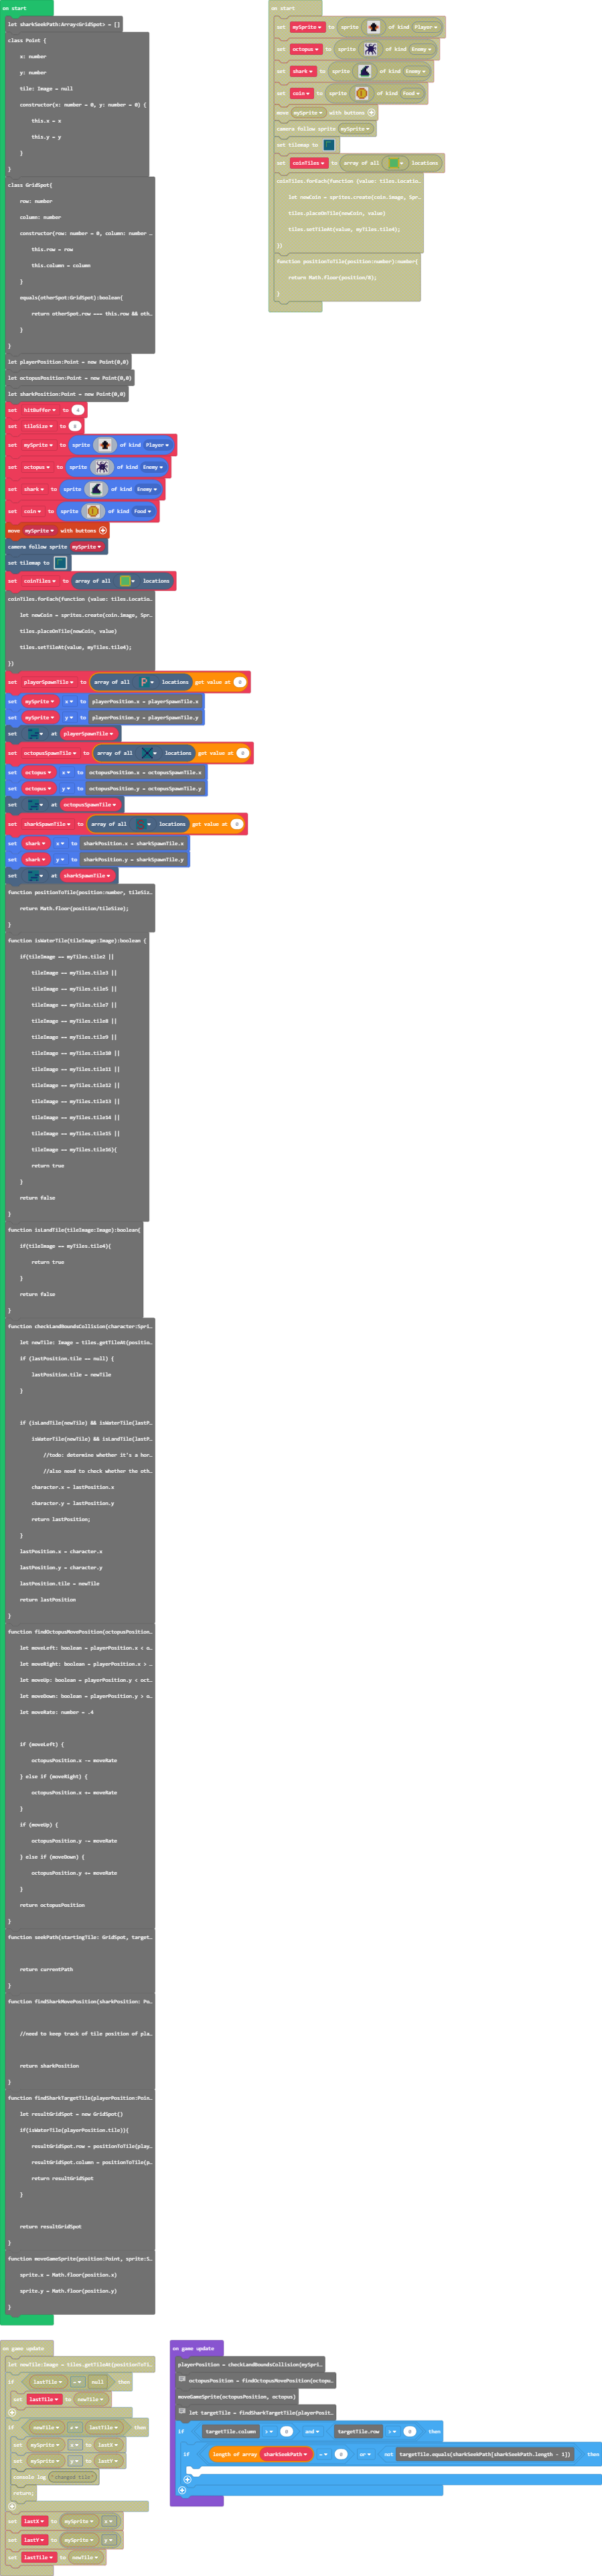 on start
let sharkSeekPath:Array<GridSpot> = []
class Point {
x: number
y: number
tile: Image = null
constructor(x: number = 0, y: number = 0) {
this.x = x
this.y = y
}
}
class GridSpot{
row: number
column: number
constructor(row: number = 0, column: number …
this.row = row
this.column = column
}
equals(otherSpot:GridSpot):boolean{
return otherSpot.row === this.row && oth…
}
}
let playerPosition:Point = new Point(0,0)
let octopusPosition:Point = new Point(0,0)
let sharkPosition:Point = new Point(0,0)
set hitBuffer to 4
set tileSize to 8
set mySprite to sprite of kind Player
set octopus to sprite of kind Enemy
set shark to sprite of kind Enemy
set coin to sprite of kind Food
move mySprite with buttons
camera follow sprite mySprite
set tilemap to
set coinTiles to array of all locations
coinTiles.forEach(function (value: tiles.Locatio…
let newCoin = sprites.create(coin.image, Spr…
tiles.placeOnTile(newCoin, value)
tiles.setTileAt(value, myTiles.tile4);
})
set playerSpawnTile to array of all locations get value at 0
set mySprite x to playerPosition.x = playerSpawnTile.x
set mySprite y to playerPosition.y = playerSpawnTile.y
set at playerSpawnTile
set octopusSpawnTile to array of all locations get value at 0
set octopus x to octopusPosition.x = octopusSpawnTile.x
set octopus y to octopusPosition.y = octopusSpawnTile.y
set at octopusSpawnTile
set sharkSpawnTile to array of all locations get value at 0
set shark x to sharkPosition.x = sharkSpawnTile.x
set shark y to sharkPosition.y = sharkSpawnTile.y
set at sharkSpawnTile
function positionToTile(position:number, tileSiz…
return Math.floor(position/tileSize);
}
function isWaterTile(tileImage:Image):boolean {
if(tileImage == myTiles.tile2 ||
tileImage == myTiles.tile3 ||
tileImage == myTiles.tile5 ||
tileImage == myTiles.tile7 ||
tileImage == myTiles.tile8 ||
tileImage == myTiles.tile9 ||
tileImage == myTiles.tile10 ||
tileImage == myTiles.tile11 ||
tileImage == myTiles.tile12 ||
tileImage == myTiles.tile13 ||
tileImage == myTiles.tile14 ||
tileImage == myTiles.tile15 ||
tileImage == myTiles.tile16){
return true
}
return false
}
function isLandTile(tileImage:Image):boolean{
if(tileImage == myTiles.tile4){
return true
}
return false
}
function checkLandBoundsCollision(character:Spri…
let newTile: Image = tiles.getTileAt(positio…
if (lastPosition.tile == null) {
lastPosition.tile = newTile
}
if (isLandTile(newTile) && isWaterTile(lastP…
isWaterTile(newTile) && isLandTile(lastP…
//todo: determine whether it's a hor…
//also need to check whether the oth…
character.x = lastPosition.x
character.y = lastPosition.y
return lastPosition;
}
lastPosition.x = character.x
lastPosition.y = character.y
lastPosition.tile = newTile
return lastPosition
}
function findOctopusMovePosition(octopusPosition…
let moveLeft: boolean = playerPosition.x < o…
let moveRight: boolean = playerPosition.x > …
let moveUp: boolean = playerPosition.y < oct…
let moveDown: boolean = playerPosition.y > o…
let moveRate: number = .4
if (moveLeft) {
octopusPosition.x -= moveRate
} else if (moveRight) {
octopusPosition.x += moveRate
}
if (moveUp) {
octopusPosition.y -= moveRate
} else if (moveDown) {
octopusPosition.y += moveRate
}
return octopusPosition
}
function seekPath(startingTile: GridSpot, target…
return currentPath
}
function findSharkMovePosition(sharkPosition: Po…
//need to keep track of tile position of pla…
return sharkPosition
}
function findSharkTargetTile(playerPosition:Poin…
let resultGridSpot = new GridSpot()
if(isWaterTile(playerPosition.tile)){
resultGridSpot.row = positionToTile(play…
resultGridSpot.column = positionToTile(p…
return resultGridSpot
}
return resultGridSpot
}
function moveGameSprite(position:Point, sprite:S…
sprite.x = Math.floor(position.x)
sprite.y = Math.floor(position.y)
}
on start
set mySprite to sprite of kind Player
set octopus to sprite of kind Enemy
set shark to sprite of kind Enemy
set coin to sprite of kind Food
move mySprite with buttons
camera follow sprite mySprite
set tilemap to
set coinTiles to array of all locations
coinTiles.forEach(function (value: tiles.Locatio…
let newCoin = sprites.create(coin.image, Spr…
tiles.placeOnTile(newCoin, value)
tiles.setTileAt(value, myTiles.tile4);
})
function positionToTile(position:number):number{
return Math.floor(position/8);
}
on game update
let newTile:Image = tiles.getTileAt(positionToTi…
if lastTile = null then
set lastTile to newTile
if newTile ≠ lastTile then
set mySprite x to lastX
set mySprite y to lastY
console log "changed tile"
return;
set lastX to mySprite x
set lastY to mySprite y
set lastTile to newTile
on game update
playerPosition = checkLandBoundsCollision(mySpri…
octopusPosition = findOctopusMovePosition(octopu…
moveGameSprite(octopusPosition, octopus)
let targetTile = findSharkTargetTile(playerPosit…
if targetTile.column > 0 and targetTile.row > 0 then
if length of array sharkSeekPath = 0 or not targetTile.equals(sharkSeekPath[sharkSeekPath.length - 1]) then